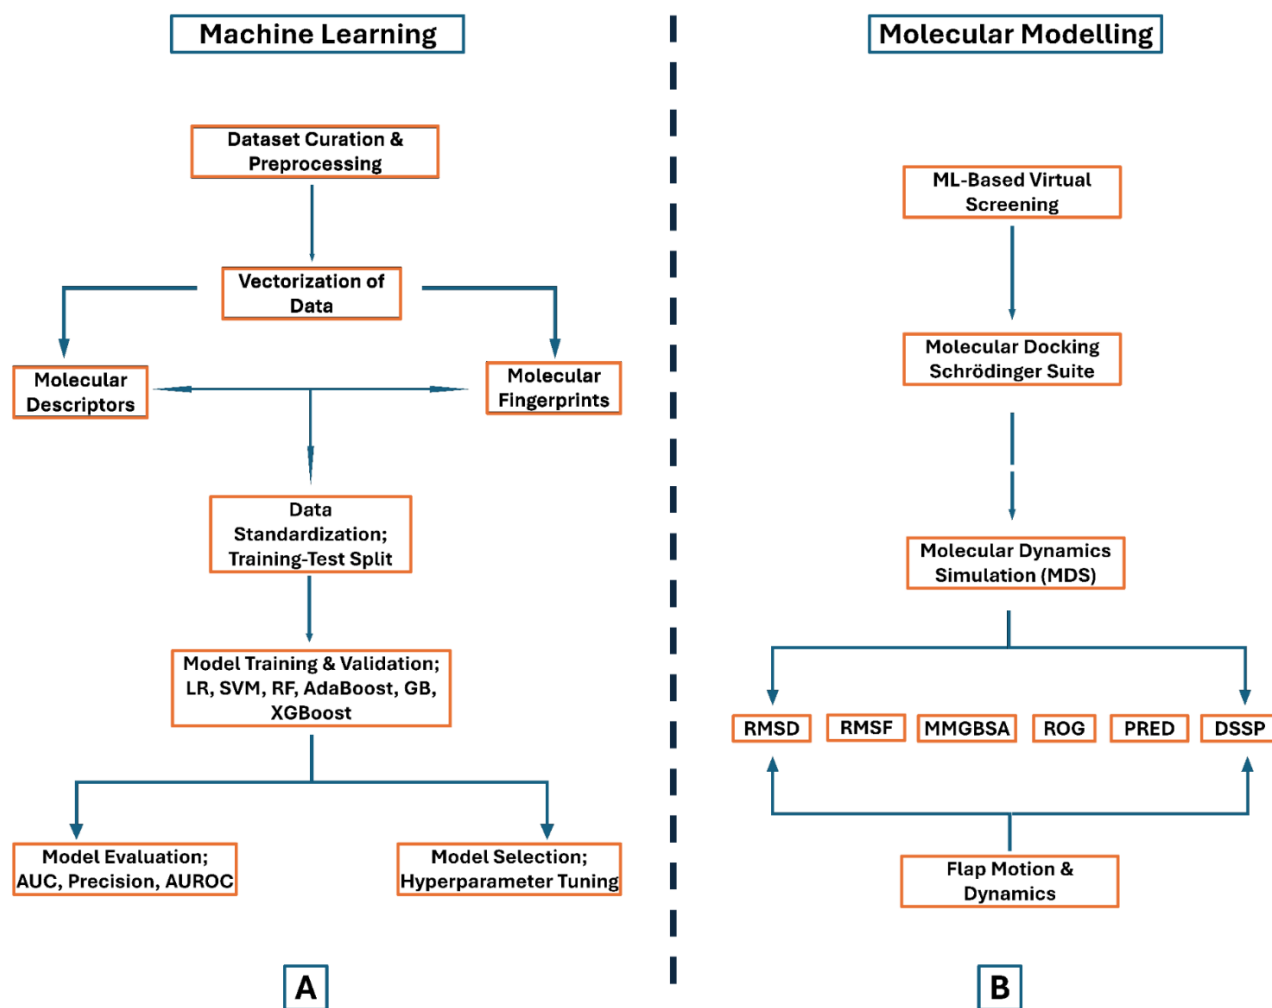 Machine Learning
Dataset Curation &
Preprocessing
Vectorization of
Data
Molecular
Descriptors
Molecular
Fingerprints
Data
Standardization;
Training-Test Split
Model Training & Validation;
LR, SVM, RF, AdaBoost, GB,
XGBoost
Model Evaluation;
AUC, Precision, AUROC
Model Selection;
Hyperparameter Tuning
A
Molecular Modelling
ML-Based Virtual
Screening
Molecular Docking
Schrödinger Suite
Molecular Dynamics
Simulation (MDS)
RMSD
RMSF
MMGBSA
ROG
PRED
DSSP
Flap Motion &
Dynamics
B